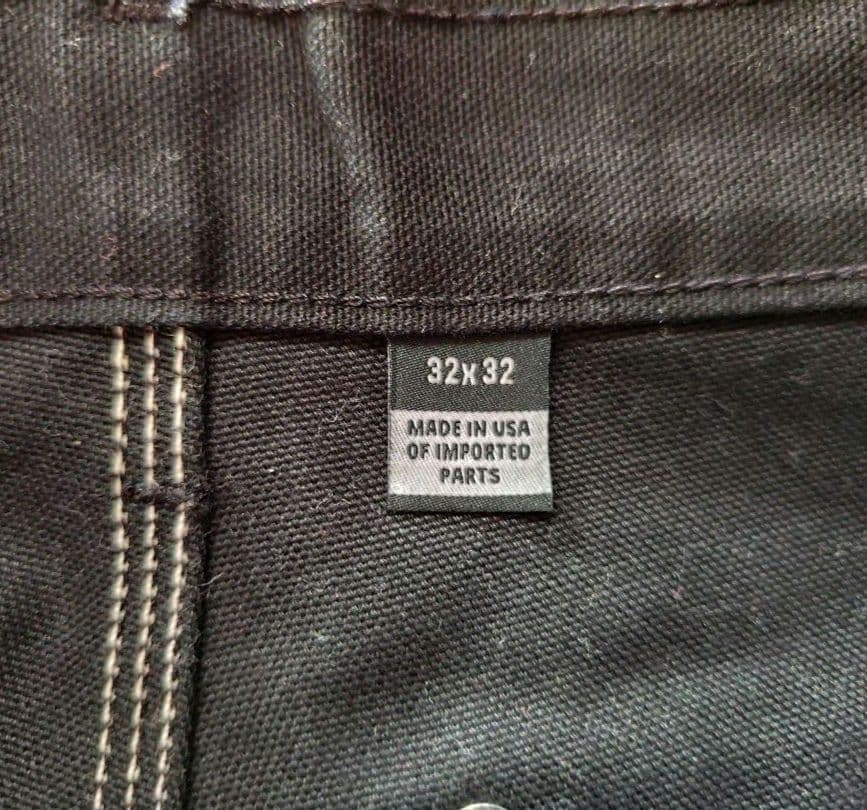 32X32
MADE IN USA
OF IMPORTED
PARTS